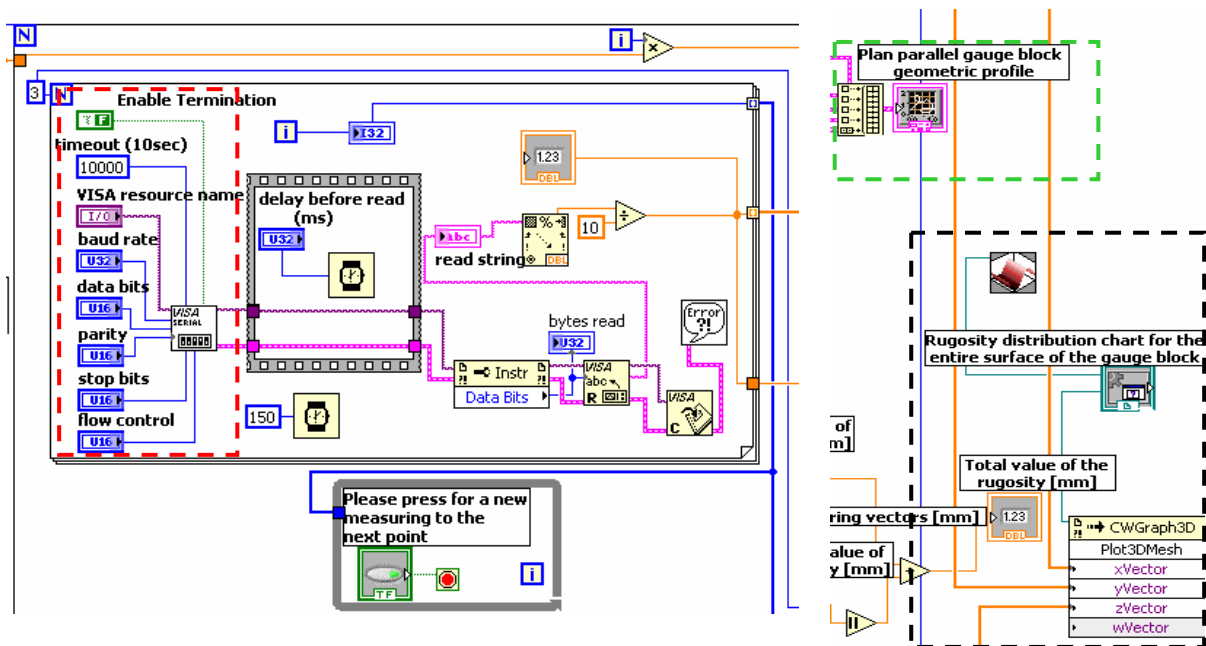 N
i
×
3
N
Enable Termination
? F
timeout (10sec)
10000
VISA resource name
I/O
baud rate
U32
data bits
U16
parity
U16
stop bits
U16
flow control
U16
VISA
SERIAL
i
I32
delay before read
(ms)
U32
150
1.23
DBL
abc
read string
%
DBL
10
÷
bytes read
U32
Instr
Data Bits
VISA
abc
R
VISA
C
Error
?!
Please press for a new
measuring to the
next point
TF
i
Plan parallel gauge block
geometric profile
Rugosity distribution chart for the
entire surface of the gauge block
of
m]
Total value of the
rugosity [mm]
ring vectors [mm]
1.23
DBL
alue of
y [mm]
CWGraph3D
Plot3DMesh
xVector
yVector
zVector
wVector